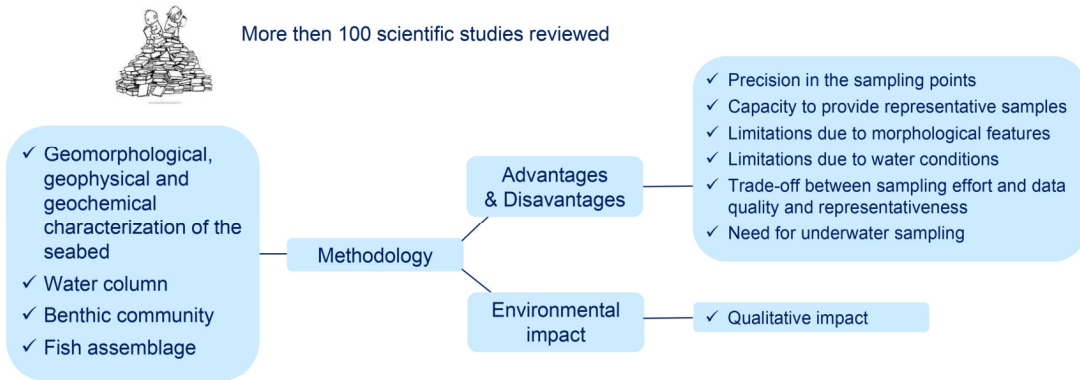 More then 100 scientific studies reviewed
✓ Geomorphological,
geophysical and
geochemical
characterization of the
seabed
✓ Water column
✓ Benthic community
✓ Fish assemblage
Methodology
Advantages
& Disavantages
✓ Precision in the sampling points
✓ Capacity to provide representative samples
✓ Limitations due to morphological features
✓ Limitations due to water conditions
✓ Trade-off between sampling effort and data
quality and representativeness
✓ Need for underwater sampling
Environmental
impact
✓ Qualitative impact